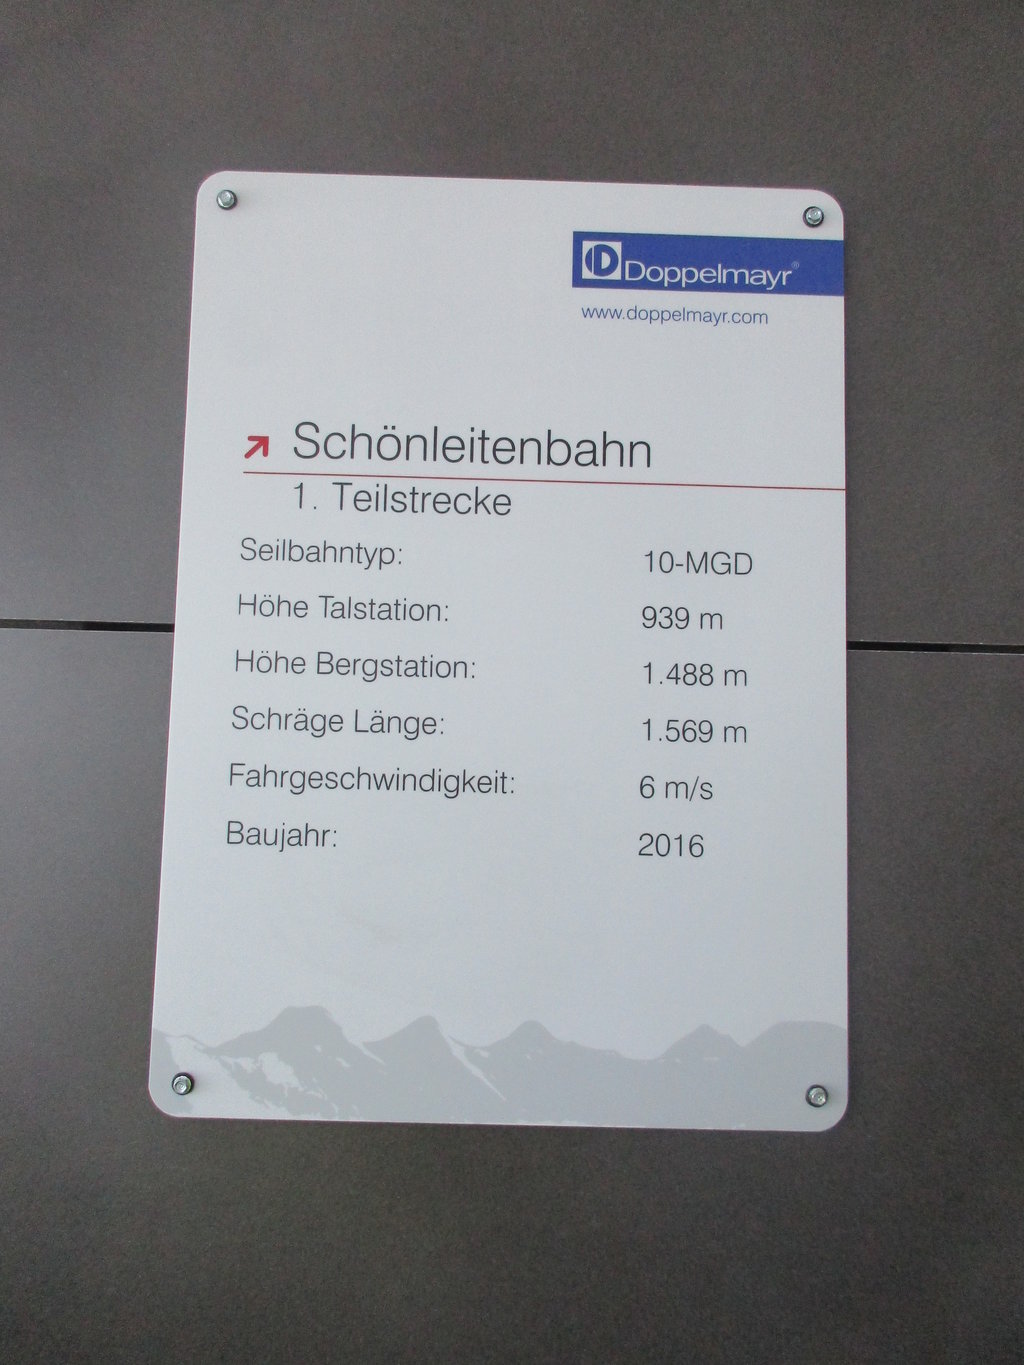 Doppelmayr®
www.doppelmayr.com
Schönleitenbahn
1. Teilstrecke
Seilbahntyp: 10-MGD
Höhe Talstation: 939 m
Höhe Bergstation: 1.488 m
Schräge Länge: 1.569 m
Fahrgeschwindigkeit: 6 m/s
Baujahr: 2016